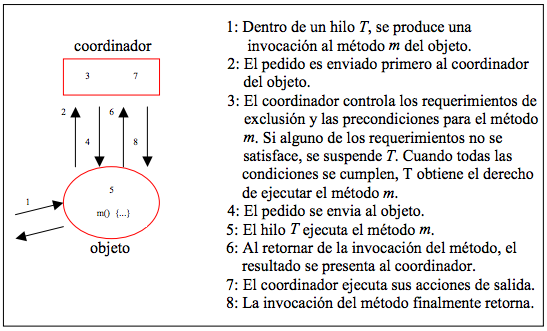 coordinador
3 7
2
6
4
8
1
5
m() {...}
objeto
1: Dentro de un hilo T, se produce una
invocación al método m del objeto.
2: El pedido es enviado primero al coordinador
del objeto.
3: El coordinador controla los requerimientos de
exclusión y las precondiciones para el método
m. Si alguno de los requerimientos no se
satisface, se suspende T. Cuando todas las
condiciones se cumplen, T obtiene el derecho
de ejecutar el método m.
4: El pedido se envia al objeto.
5: El hilo T ejecuta el método m.
6: Al retornar de la invocación del método, el
resultado se presenta al coordinador.
7: El coordinador ejecuta sus acciones de salida.
8: La invocación del método finalmente retorna.